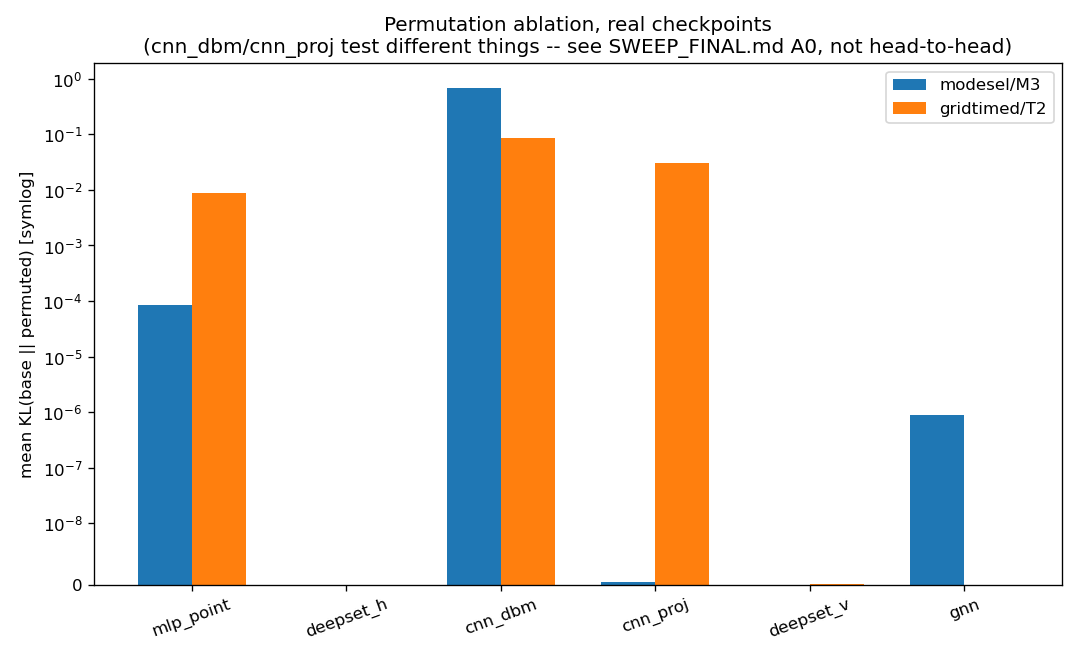 Permutation ablation, real checkpoints
(cnn_dbm/cnn_proj test different things -- see SWEEP_FINAL.md A0, not head-to-head)
modesel/M3
gridtimed/T2
mean KL(base || permuted) [symlog]
10⁰
10⁻¹
10⁻²
10⁻³
10⁻⁴
10⁻⁵
10⁻⁶
10⁻⁷
10⁻⁸
0
mlp_point
deepset_h
cnn_dbm
cnn_proj
deepset_v
gnn